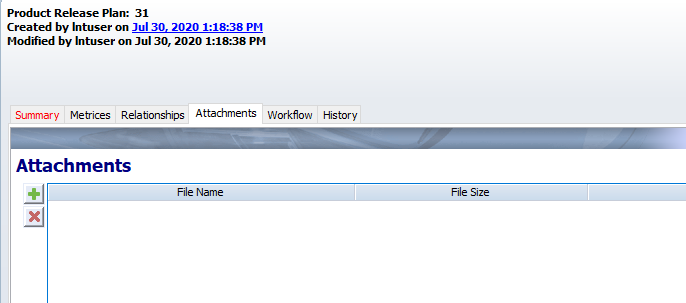 Product Release Plan: 31
Created by lntuser on Jul 30, 2020 1:18:38 PM
Modified by lntuser on Jul 30, 2020 1:18:38 PM
Summary Metrices Relationships Attachments Workflow History
Attachments
File Name File Size